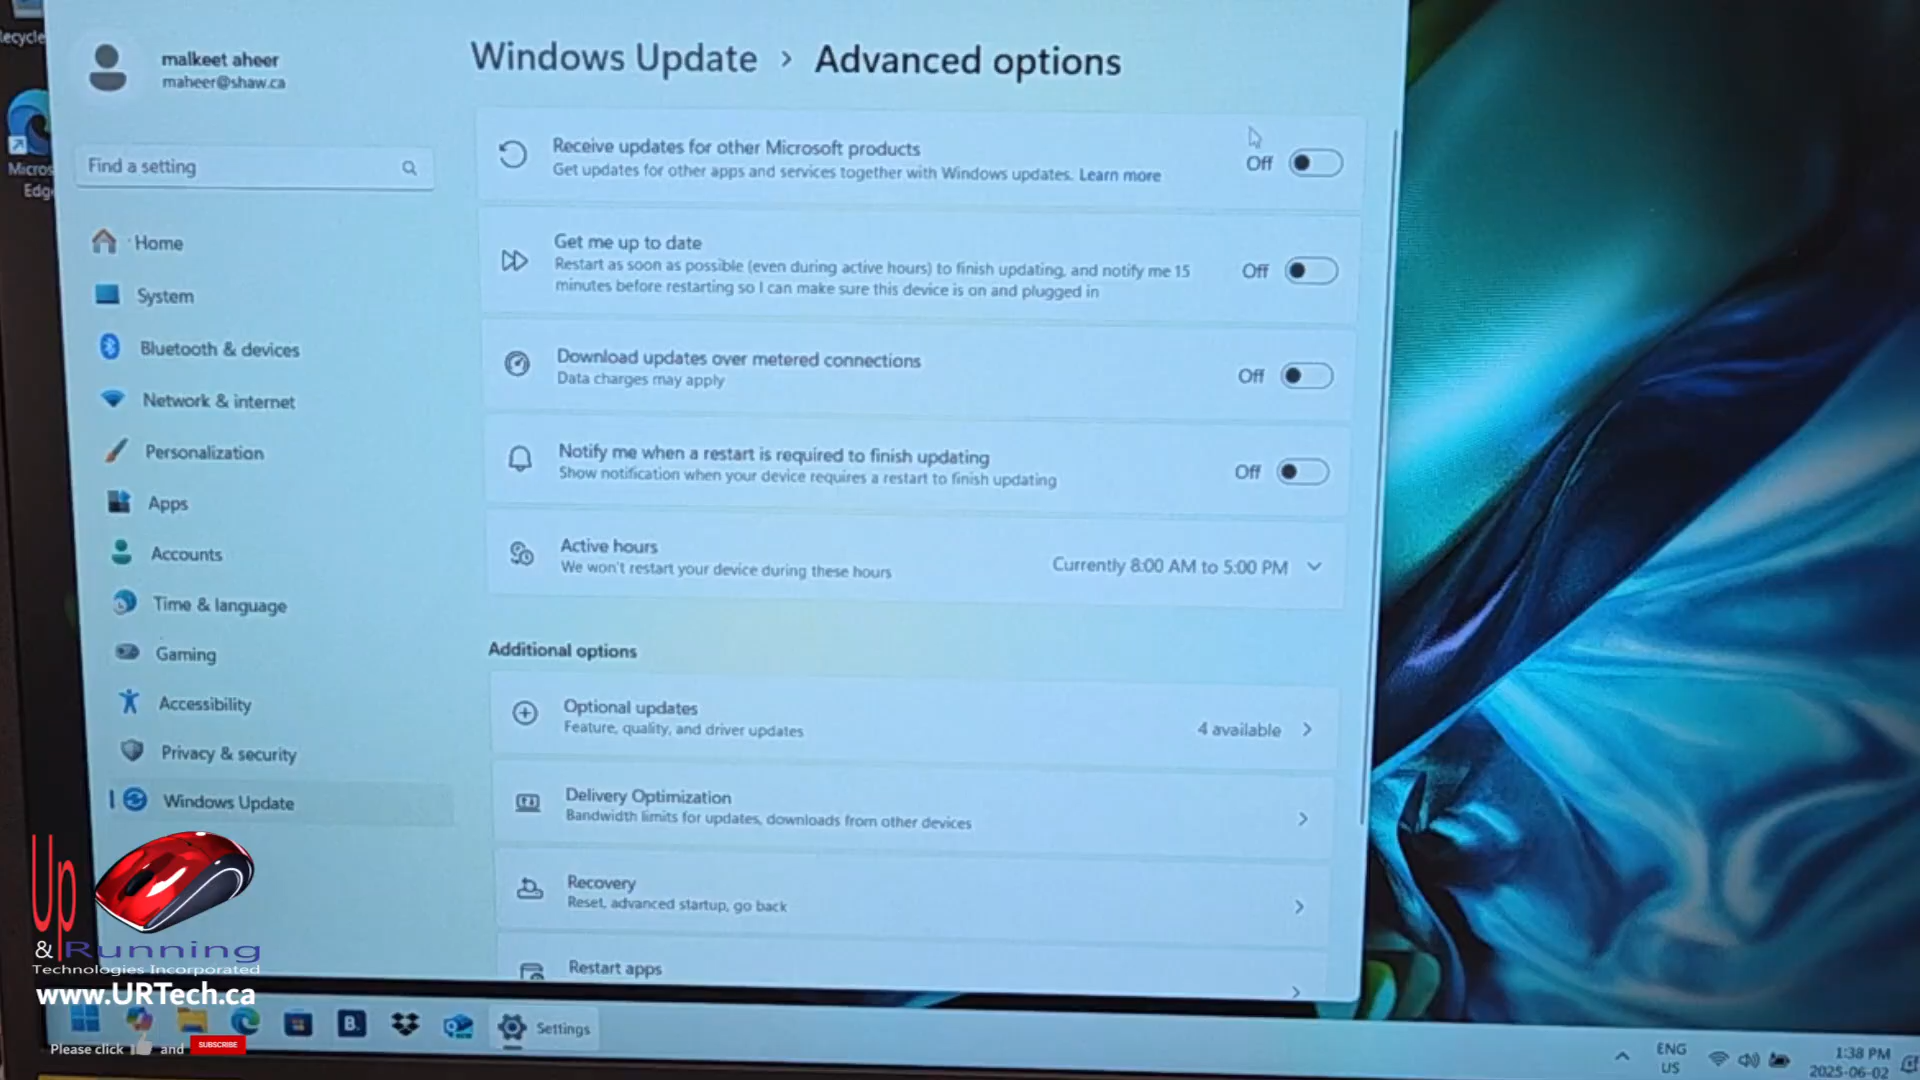 Recycle
Edge
malkeet aheer
maheer@shaw.ca
Find a setting
Home
System
Bluetooth & devices
Network & internet
Personalization
Apps
Accounts
Time & language
Gaming
Accessibility
Privacy & security
Windows Update
Windows Update > Advanced options
Receive updates for other Microsoft products
Get updates for other apps and services together with Windows updates. Learn more
Off
Get me up to date
Restart as soon as possible (even during active hours) to finish updating, and notify me 15
minutes before restarting so I can make sure this device is on and plugged in
Off
Download updates over metered connections
Data charges may apply
Off
Notify me when a restart is required to finish updating
Show notification when your device requires a restart to finish updating
Off
Active hours
We won't restart your device during these hours
Currently 8:00 AM to 5:00 PM
Additional options
Optional updates
Feature, quality, and driver updates
4 available
Delivery Optimization
Bandwidth limits for updates, downloads from other devices
Recovery
Reset, advanced startup, go back
Restart apps
Up
& Running
Technologies Incorporated
www.URTech.ca
Please click and SUBSCRIBE
B.
Settings
ENG
US
1:38 PM
2025-06-02